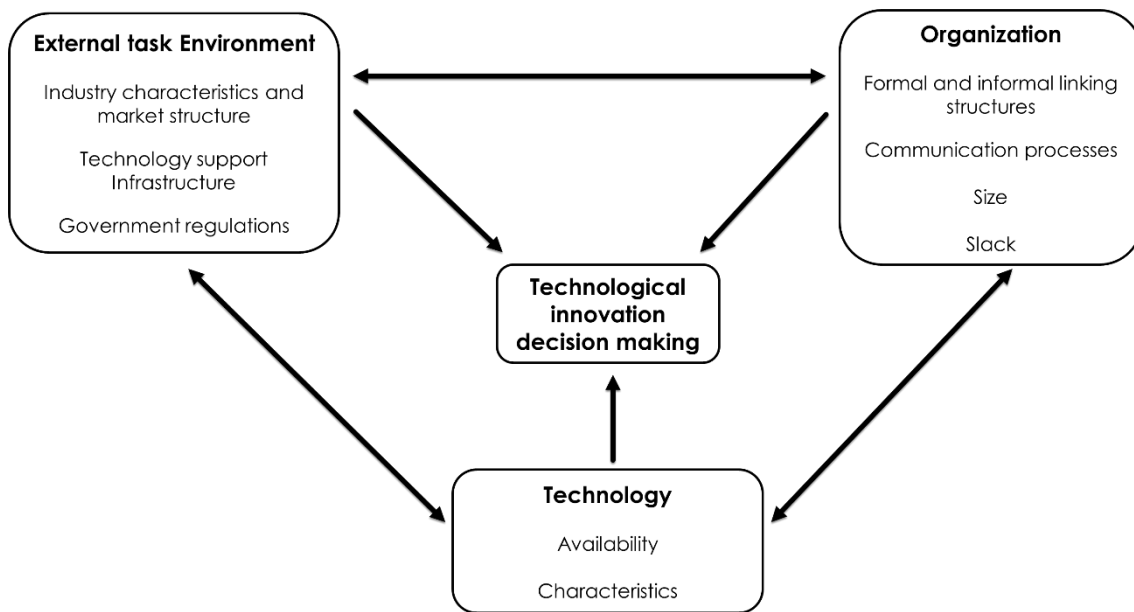 External task Environment
Industry characteristics and
market structure
Technology support
Infrastructure
Government regulations
Organization
Formal and informal linking
structures
Communication processes
Size
Slack
Technological
innovation
decision making
Technology
Availability
Characteristics